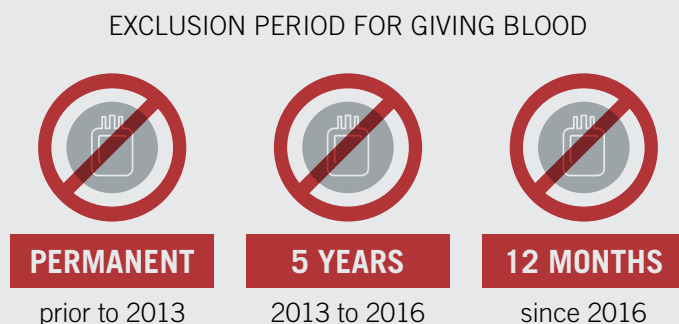 EXCLUSION PERIOD FOR GIVING BLOOD
PERMANENT
prior to 2013
5 YEARS
2013 to 2016
12 MONTHS
since 2016